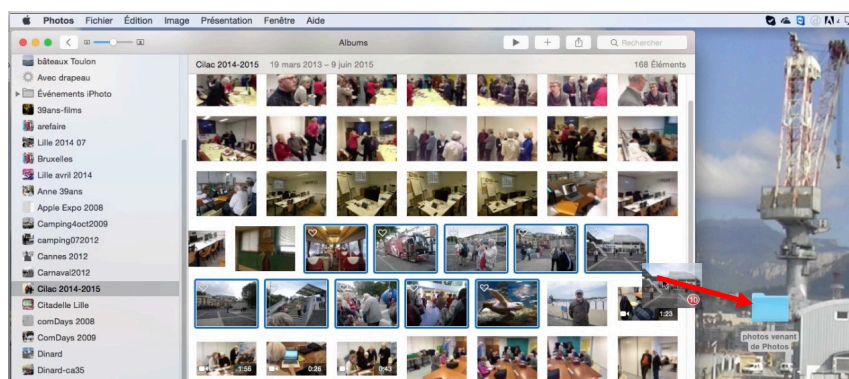 Photos Fichier Édition Image Présentation Fenêtre Aide
Albums
Rechercher
bâteaux Toulon
Avec drapeau
Événements iPhoto
39ans-films
arefaire
Lille 2014 07
Bruxelles
Lille avril 2014
Anne 39ans
Apple Expo 2008
Camping4oct2009
camping072012
Cannes 2012
Carnaval2012
Cilac 2014-2015
Citadelle Lille
comDays 2008
ComDays 2009
Dinard
Dinard-ca35
Cilac 2014-2015 19 mars 2013 – 9 juin 2015 168 Éléments
10
1:23
1:56 0:26 0:43
photos venant
de Photos